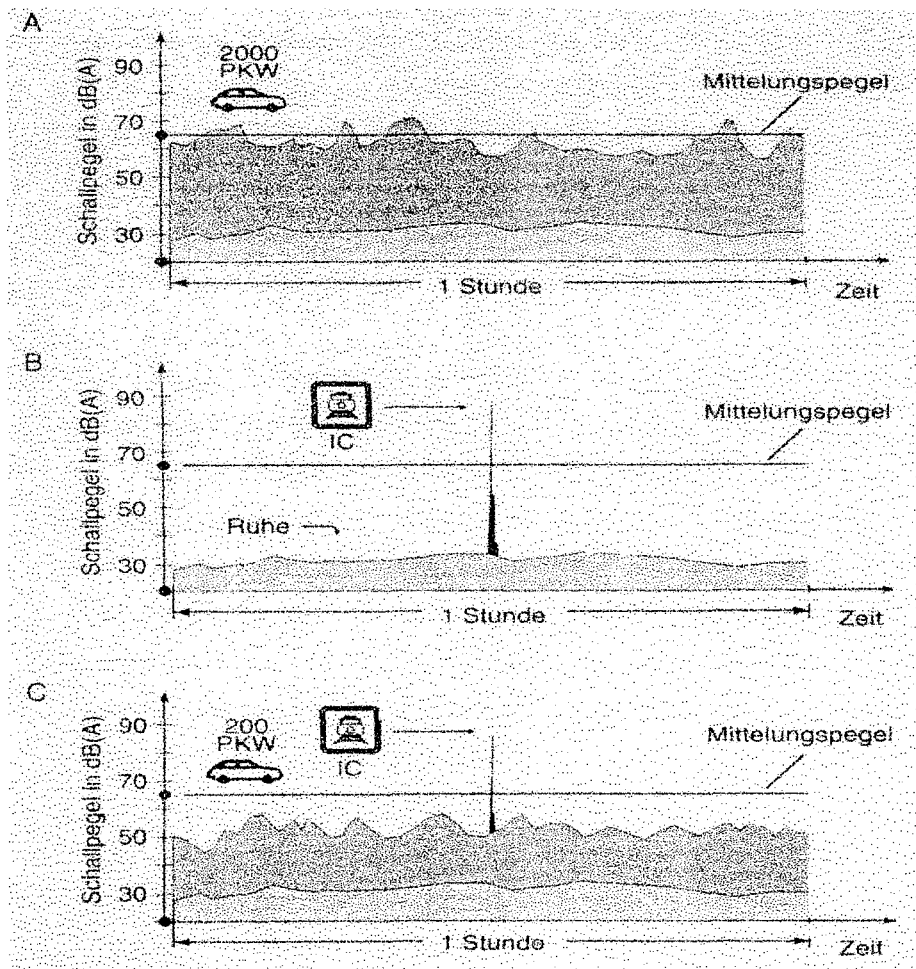 A
Schallpegel in dB(A)
90
70
50
30
2000
PKW
Mittelungspegel
1 Stunde
Zeit
B
Schallpegel in dB(A)
90
70
50
30
IC
Mittelungspegel
Ruhe
1 Stunde
Zeit
C
Schallpegel in dB(A)
90
70
50
30
200
PKW
IC
Mittelungspegel
1 Stunde
Zeit